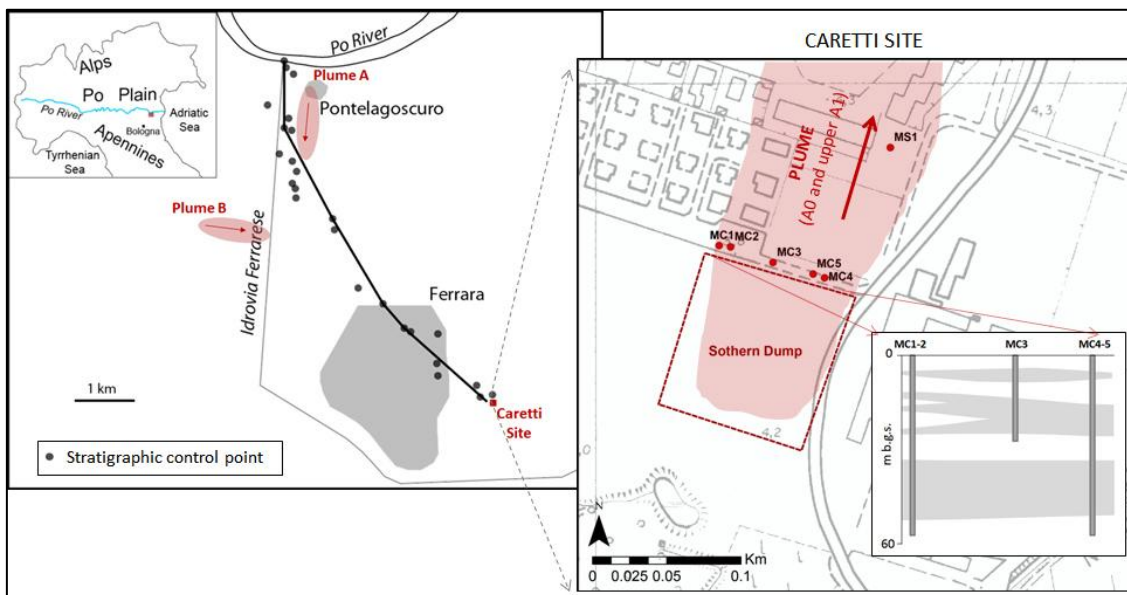 Alps
Po Plain
Po River
Adriatic
Sea
Bologna
Apennines
Tyrrhenian
Sea
Po River
Plume A
Pontelagoscuro
Plume B
Idrovia Ferrarese
Ferrara
1 km
Caretti
Site
Stratigraphic control point
CARETTI SITE
4,3
MS1
PLUME
(A0 and upper A1)
MC1
MC2
MC3
MC5
MC4
Sothern Dump
4,2
MC1-2
MC3
MC4-5
0
m b.g.s.
60
N
Km
0 0.025 0.05 0.1